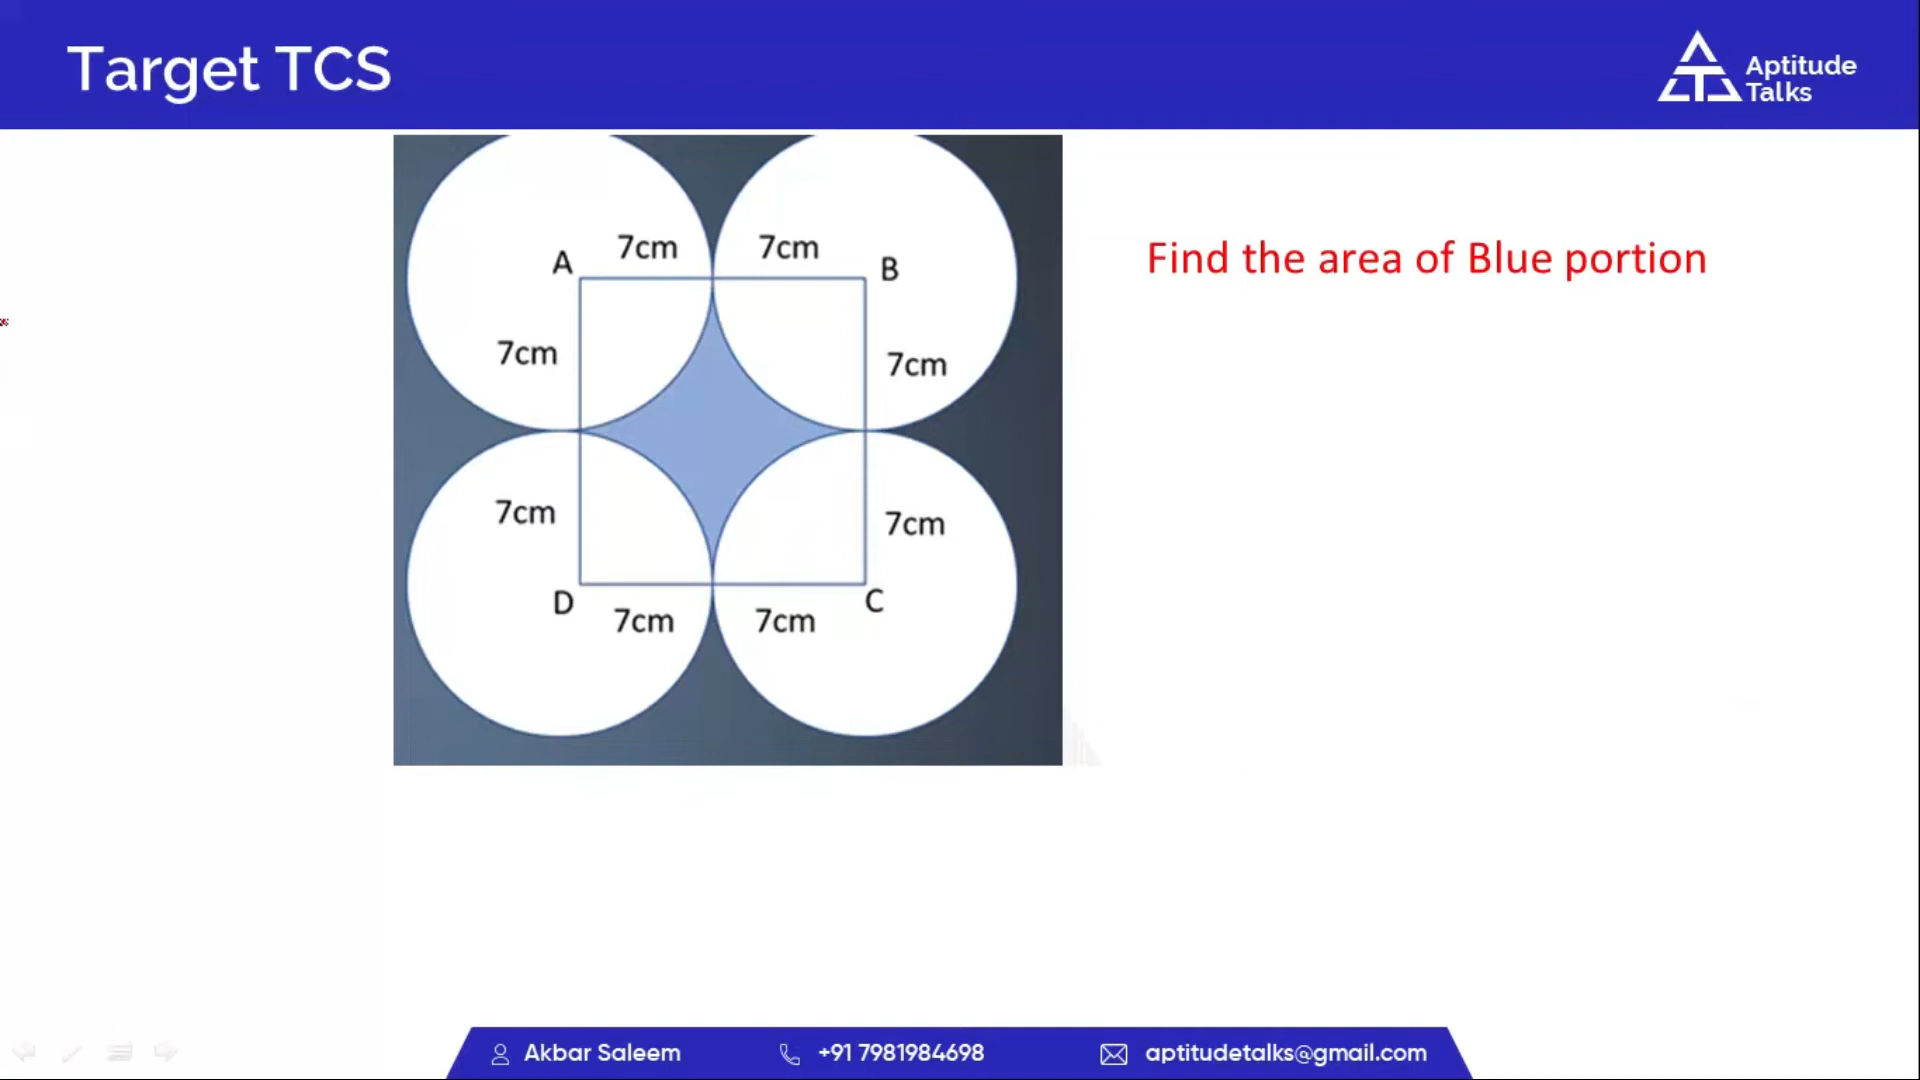 Target TCS
Aptitude
Talks
7cm 7cm
A B
Find the area of Blue portion
7cm 7cm
7cm 7cm
D C
7cm 7cm
Akbar Saleem +91 7981984698 aptitudetalks@gmail.com